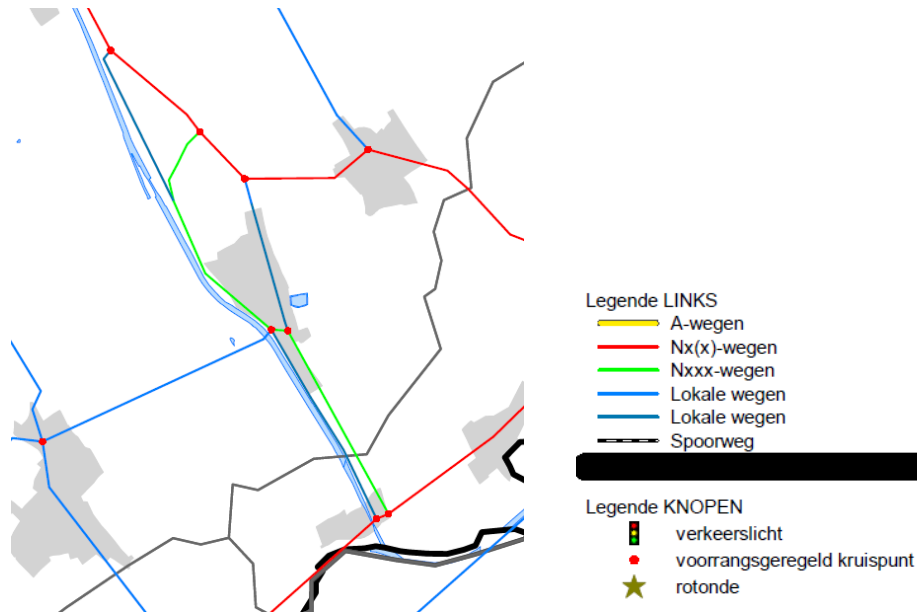 Legende LINKS
A-wegen
Nx(x)-wegen
Nxxx-wegen
Lokale wegen
Lokale wegen
Spoorweg
Legende KNOPEN
verkeerslicht
voorrangsgeregeld kruispunt
rotonde